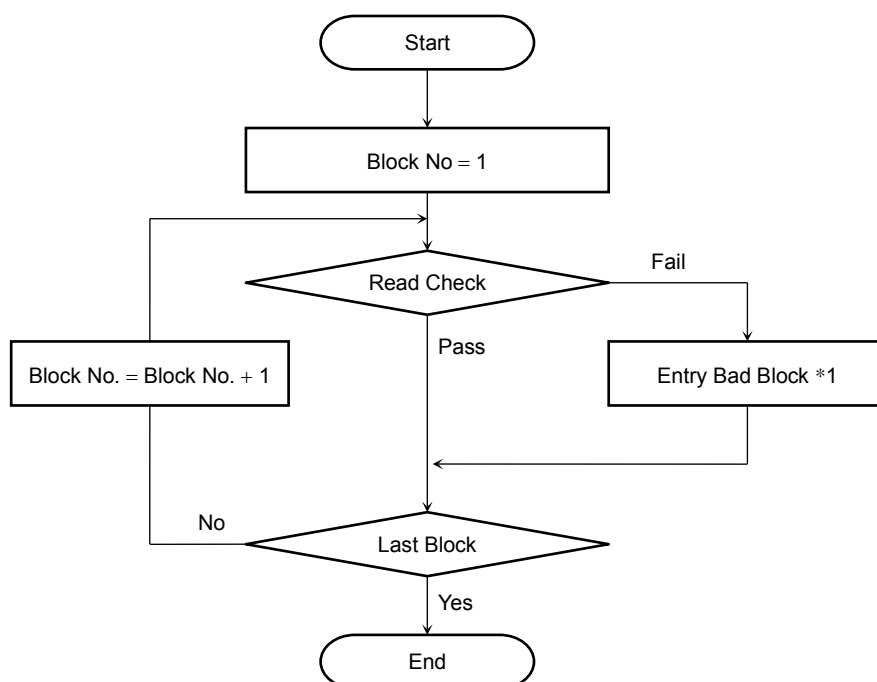 Start
Block No = 1
Read Check
Fail
Pass
Block No. = Block No. + 1
Entry Bad Block *1
No
Last Block
Yes
End